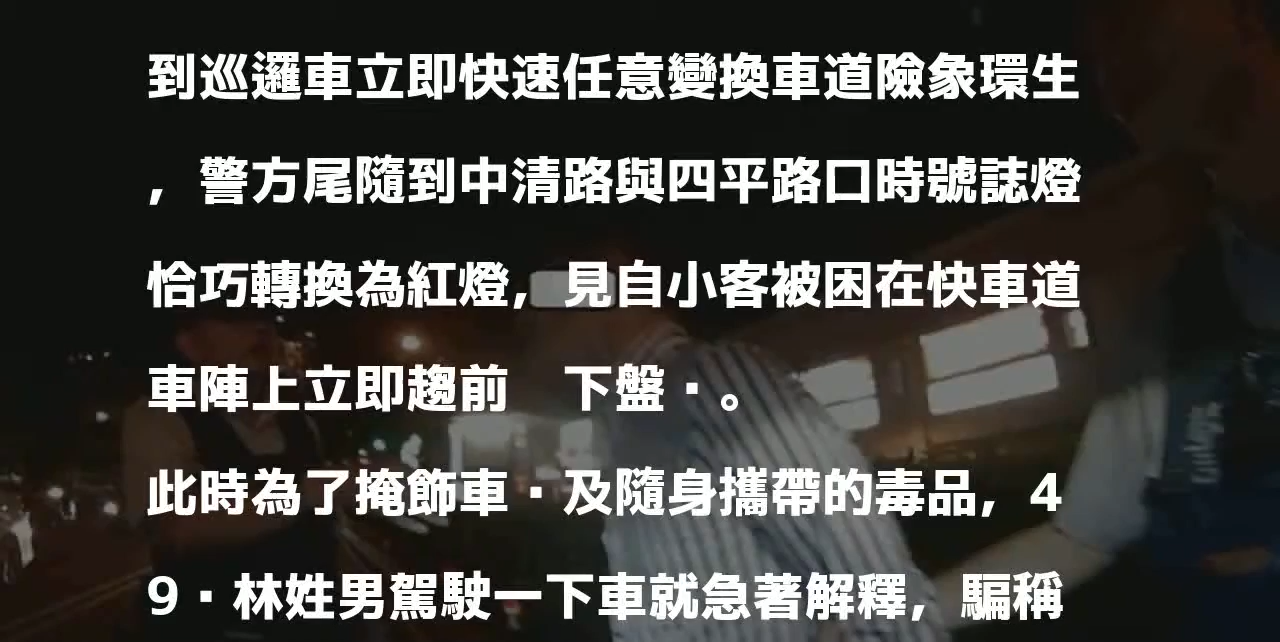 到巡邏車立即快速任意變換車道險象環生
，警方尾隨到中清路與四平路口時號誌燈
恰巧轉換為紅燈，見自小客被困在快車道
車陣上立即趨前　下盤▪。
此時為了掩飾車▪及隨身攜帶的毒品，4
9▪林姓男駕駛一下車就急著解釋，騙稱